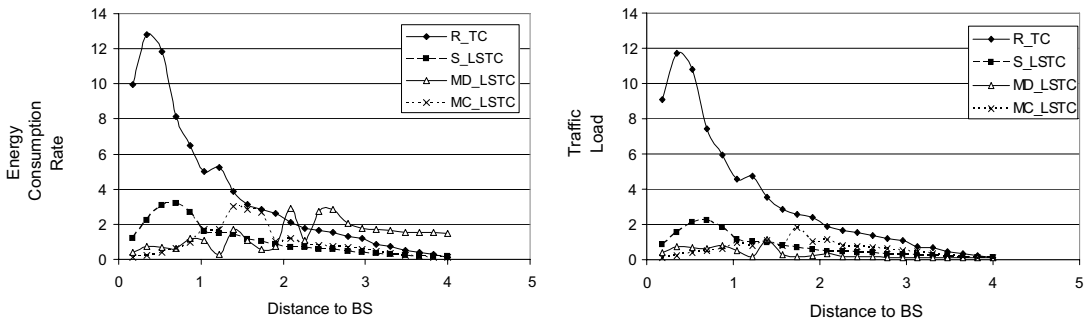 14
12
10
8
6
4
2
0
Energy
Consumption
Rate
0 1 2 3 4 5
Distance to BS
R_TC
S_LSTC
MD_LSTC
MC_LSTC
14
12
10
8
6
4
2
0
Traffic
Load
0 1 2 3 4 5
Distance to BS
R_TC
S_LSTC
MD_LSTC
MC_LSTC